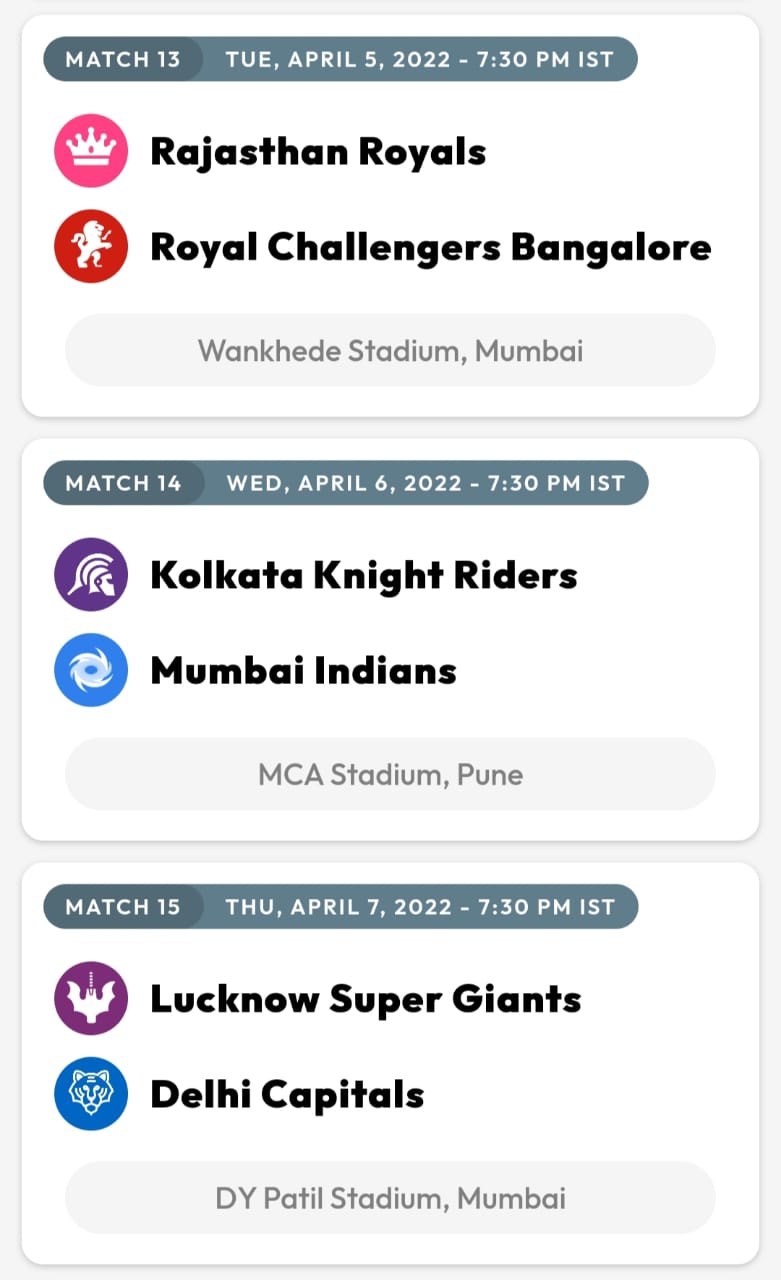 MATCH 13 TUE, APRIL 5, 2022 - 7:30 PM IST
Rajasthan Royals
Royal Challengers Bangalore
Wankhede Stadium, Mumbai
MATCH 14 WED, APRIL 6, 2022 - 7:30 PM IST
Kolkata Knight Riders
Mumbai Indians
MCA Stadium, Pune
MATCH 15 THU, APRIL 7, 2022 - 7:30 PM IST
Lucknow Super Giants
Delhi Capitals
DY Patil Stadium, Mumbai